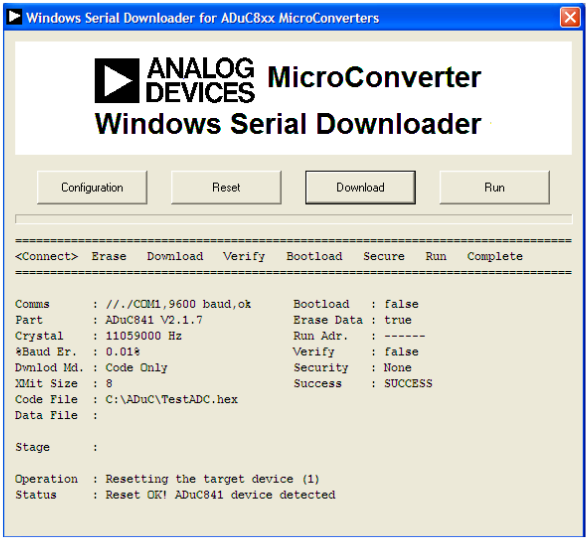 Windows Serial Downloader for ADuC8xx MicroConverters
ANALOG DEVICES MicroConverter
Windows Serial Downloader
Configuration Reset Download Run
================================================================================
<Connect> Erase Download Verify Bootload Secure Run Complete
================================================================================
Comms : //./COM1,9600 baud,ok Bootload : false
Part : ADuC841 V2.1.7 Erase Data : true
Crystal : 11059000 Hz Run Adr. : ------
%Baud Er. : 0.01% Verify : false
Dwnlod Md. : Code Only Security : None
XMit Size : 8 Success : SUCCESS
Code File : C:\ADuC\TestADC.hex
Data File :
Stage :
Operation : Resetting the target device (1)
Status : Reset OK! ADuC841 device detected